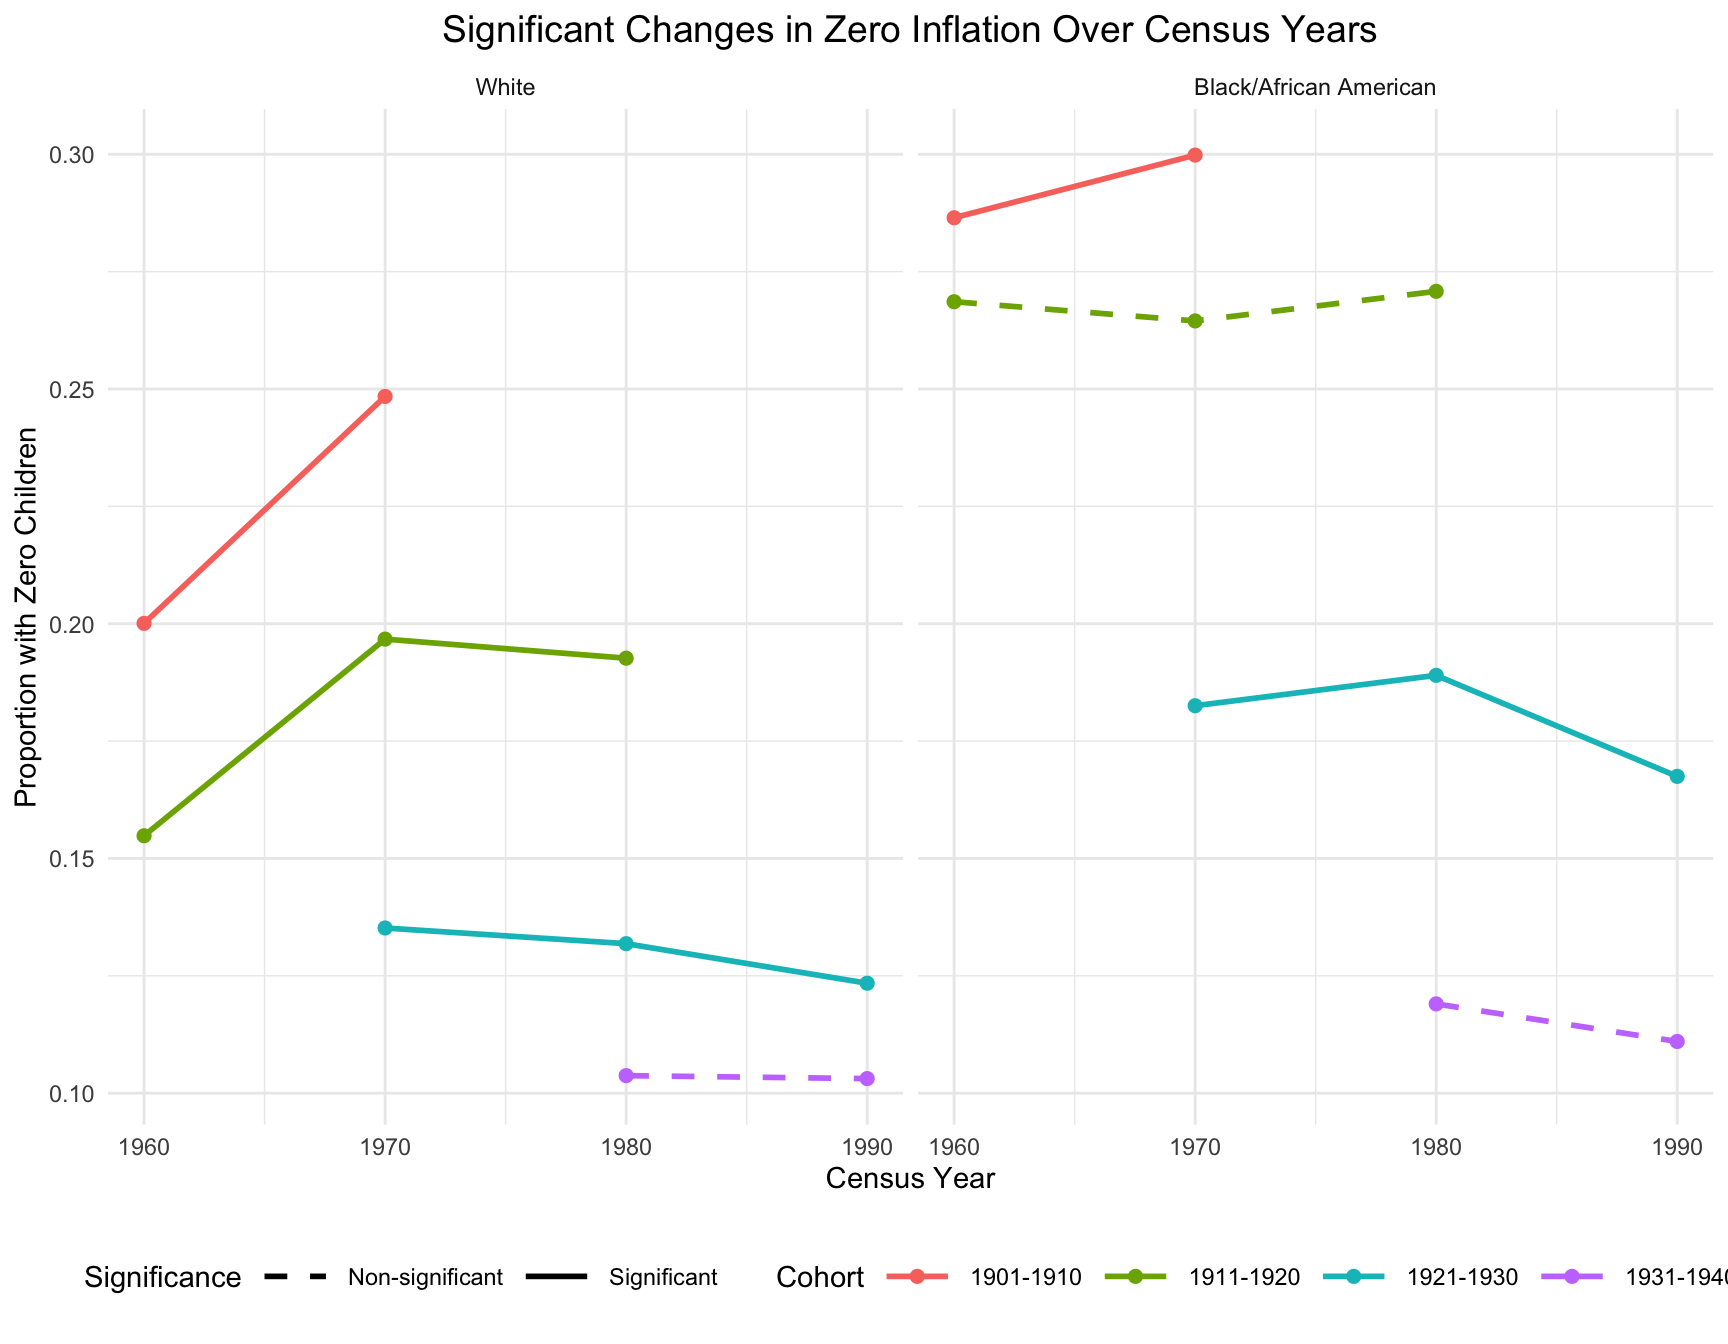 Significant Changes in Zero Inflation Over Census Years
White
Black/African American
Proportion with Zero Children
0.30
0.25
0.20
0.15
0.10
1960 1970 1980 1990 1960 1970 1980 1990
Census Year
Significance Non-significant Significant Cohort 1901-1910 1911-1920 1921-1930 1931-1940